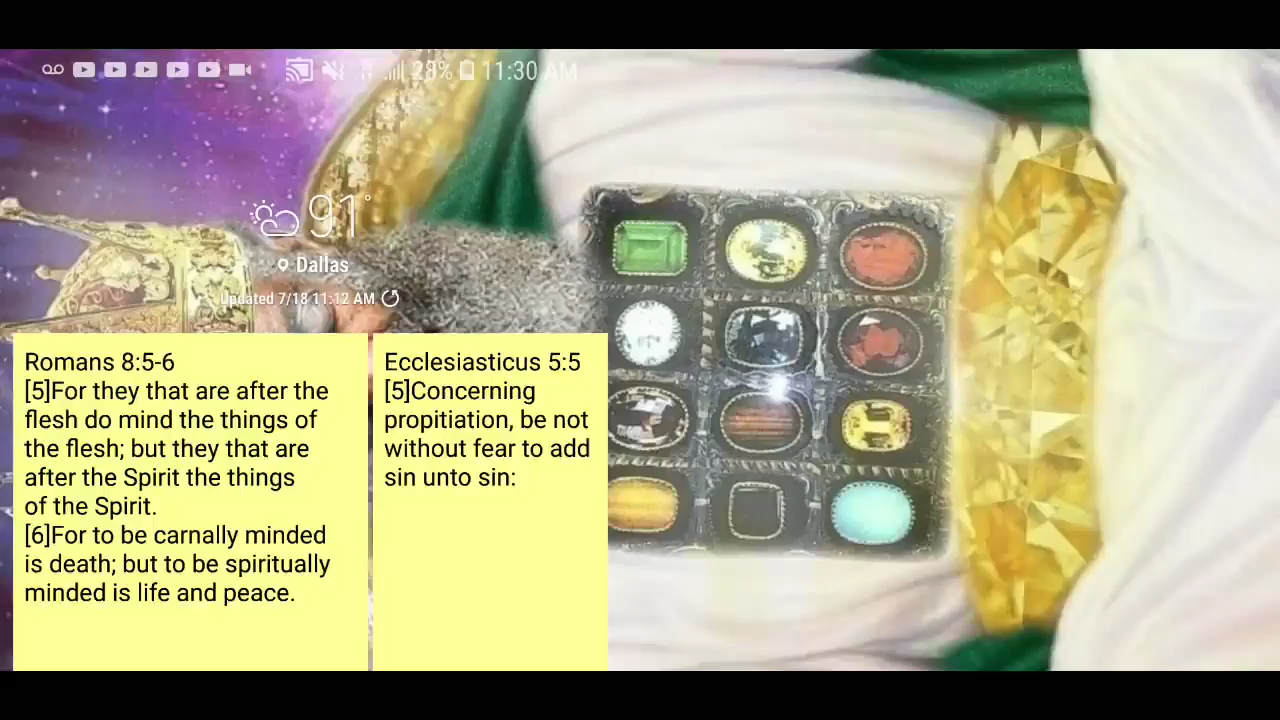 28% 11:30 AM
91°
Dallas
Updated 7/18 11:12 AM
Romans 8:5-6
[5]For they that are after the
flesh do mind the things of
the flesh; but they that are
after the Spirit the things
of the Spirit.
[6]For to be carnally minded
is death; but to be spiritually
minded is life and peace.
Ecclesiasticus 5:5
[5]Concerning
propitiation, be not
without fear to add
sin unto sin: